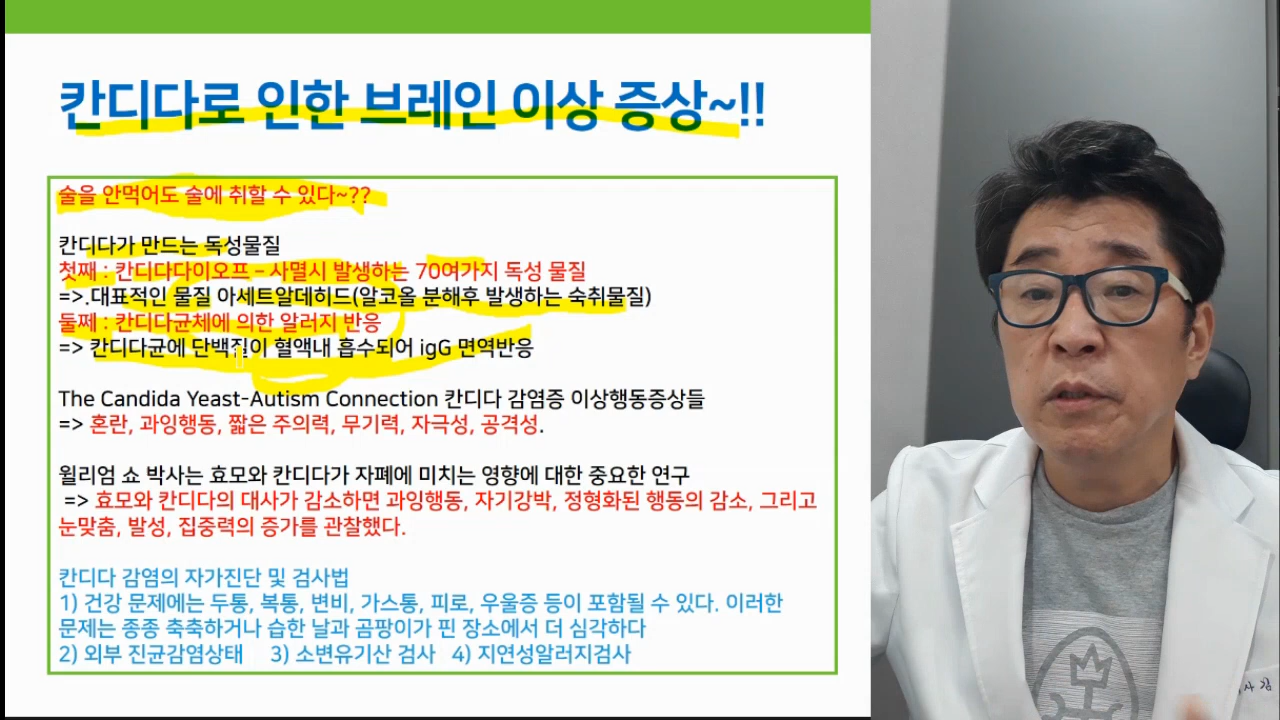 칸디다로 인한 브레인 이상 증상~!!
술을 안먹어도 술에 취할 수 있다~??
칸디다가 만드는 독성물질
첫째 : 칸디다다이오프 – 사멸시 발생하는 70여가지 독성 물질
=>.대표적인 물질 아세트알데히드(알코올 분해후 발생하는 숙취물질)
둘쩨 : 칸디다균체에 의한 알러지 반응
=> 칸디다균에 단백질이 혈액내 흡수되어 igG 면역반응
The Candida Yeast-Autism Connection 칸디다 감염증 이상행동증상들
=> 혼란, 과잉행동, 짧은 주의력, 무기력, 자극성, 공격성.
윌리엄 쇼 박사는 효모와 칸디다가 자폐에 미치는 영향에 대한 중요한 연구
=> 효모와 칸디다의 대사가 감소하면 과잉행동, 자기강박, 정형화된 행동의 감소, 그리고
눈맞춤, 발성, 집중력의 증가를 관찰했다.
칸디다 감염의 자가진단 및 검사법
1) 건강 문제에는 두통, 복통, 변비, 가스통, 피로, 우울증 등이 포함될 수 있다. 이러한
문제는 종종 축축하거나 습한 날과 곰팡이가 핀 장소에서 더 심각하다
2) 외부 진균감염상태 3) 소변유기산 검사 4) 지연성알러지검사